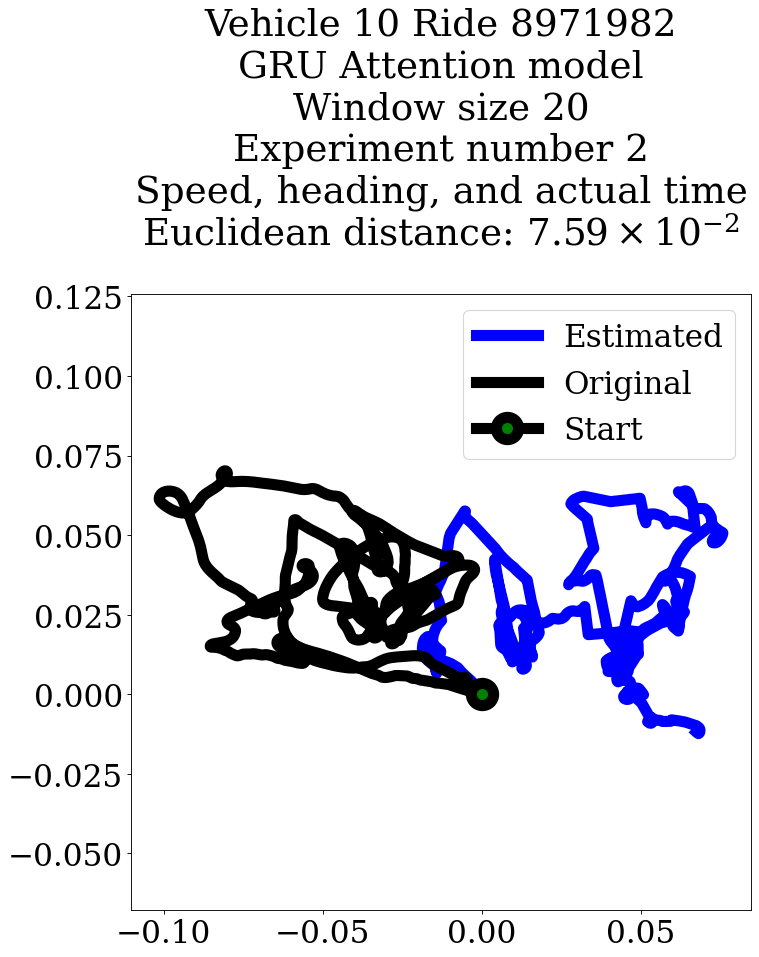 Vehicle 10 Ride 8971982
GRU Attention model
Window size 20
Experiment number 2
Speed, heading, and actual time
Euclidean distance: 7.59 × 10⁻²
0.125
0.100
0.075
0.050
0.025
0.000
−0.025
−0.050
Estimated
Original
Start
−0.10
−0.05
0.00
0.05